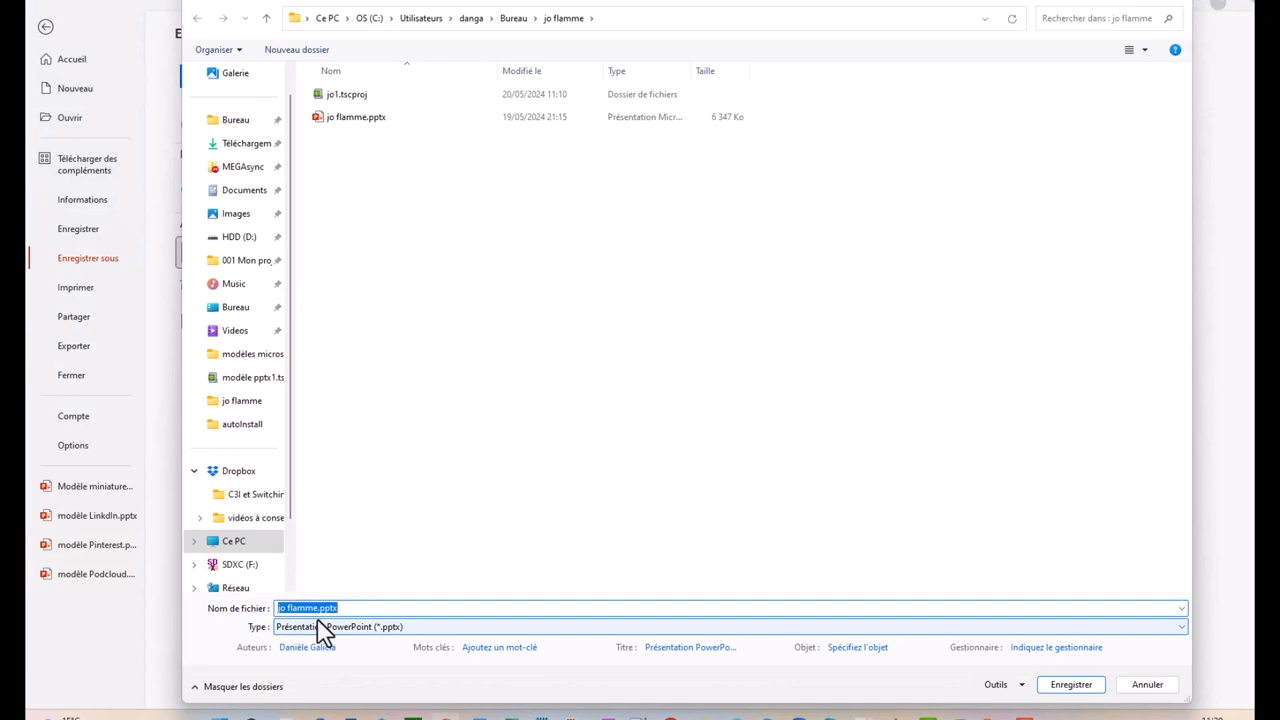 Ce PC > OS (C:) > Utilisateurs > danga > Bureau > jo flamme >
Rechercher dans : jo flamme
Organiser
Nouveau dossier
Accueil
Nouveau
Ouvrir
Télécharger des
compléments
Informations
Enregistrer
Enregistrer sous
Imprimer
Partager
Exporter
Fermer
Compte
Options
Modèle miniature...
modèle LinkdIn.pptx
modèle Pinterest.p...
modèle Podcloud....
Galerie
Bureau
Téléchargem
MEGAsync
Documents
Images
HDD (D:)
001 Mon pro
Music
Bureau
Videos
modèles micros
modèle pptx1.ts
jo flamme
autoInstall
Dropbox
C3I et Switchin
vidéos à conse
Ce PC
SDXC (F:)
Réseau
Nom Modifié le Type Taille
jo1.tscproj 20/05/2024 11:10 Dossier de fichiers
jo flamme.pptx 19/05/2024 21:15 Présentation Micr... 6 347 Ko
Nom de fichier : jo flamme.pptx
Type : Présentatio PowerPoint (*.pptx)
Auteurs : Danièle Galicia Mots clés : Ajoutez un mot-clé Titre : Présentation PowerPo... Objet : Spécifiez l'objet Gestionnaire : Indiquez le gestionnaire
Masquer les dossiers
Outils
Enregistrer
Annuler